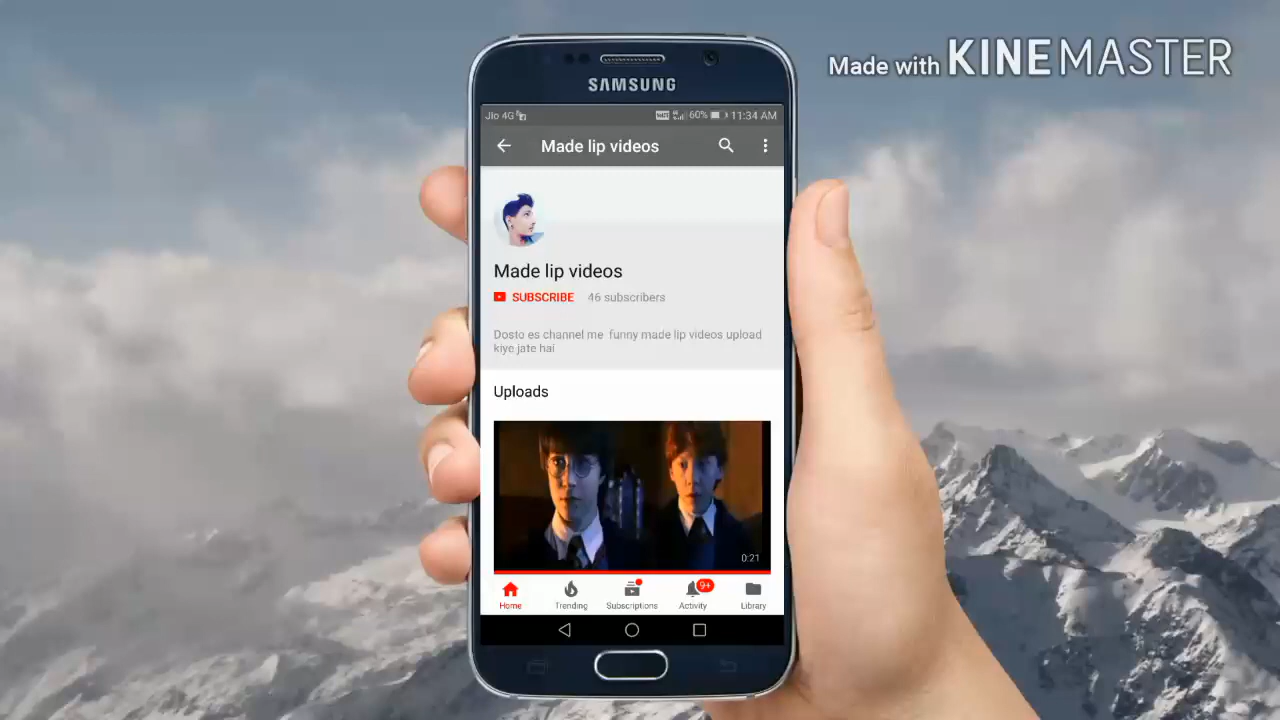 Made with KINEMASTER
SAMSUNG
Jio 4G 60% 11:34 AM
Made lip videos
Made lip videos
SUBSCRIBE 46 subscribers
Dosto es channel me funny made lip videos upload
kiye jate hai
Uploads
0:21
9+
Home Trending Subscriptions Activity Library